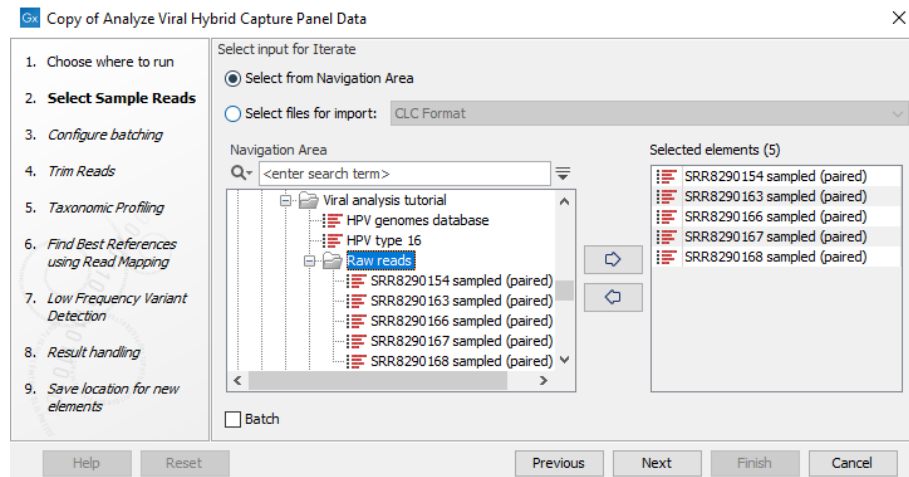 Gx Copy of Analyze Viral Hybrid Capture Panel Data
1. Choose where to run
2. Select Sample Reads
3. Configure batching
4. Trim Reads
5. Taxonomic Profiling
6. Find Best References
using Read Mapping
7. Low Frequency Variant
Detection
8. Result handling
9. Save location for new
elements
Select input for Iterate
Select from Navigation Area
Select files for import: CLC Format
Navigation Area
<enter search term>
Viral analysis tutorial
HPV genomes database
HPV type 16
Raw reads
SRR8290154 sampled (paired)
SRR8290163 sampled (paired)
SRR8290166 sampled (paired)
SRR8290167 sampled (paired)
SRR8290168 sampled (paired)
Selected elements (5)
SRR8290154 sampled (paired)
SRR8290163 sampled (paired)
SRR8290166 sampled (paired)
SRR8290167 sampled (paired)
SRR8290168 sampled (paired)
Batch
Help Reset Previous Next Finish Cancel